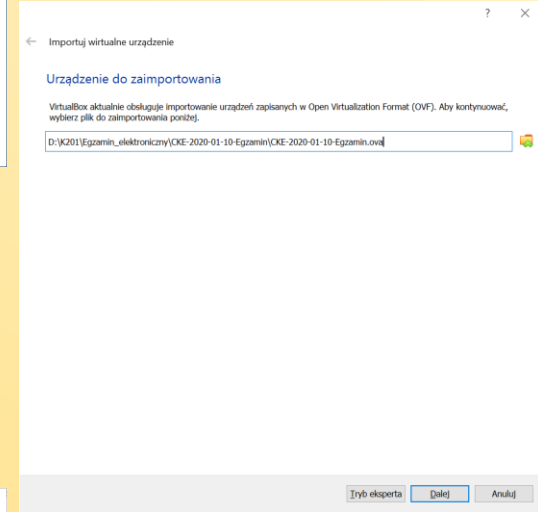 Importuj wirtualne urządzenie
Urządzenie do zaimportowania
VirtualBox aktualnie obsługuje importowanie urządzeń zapisanych w Open Virtualization Format (OVF). Aby kontynuować,
wybierz plik do zaimportowania poniżej.
D:\K201\Egzamin_elektroniczny\CKE-2020-01-10-Egzamin\CKE-2020-01-10-Egzamin.ova
Tryb eksperta Dalej Anuluj